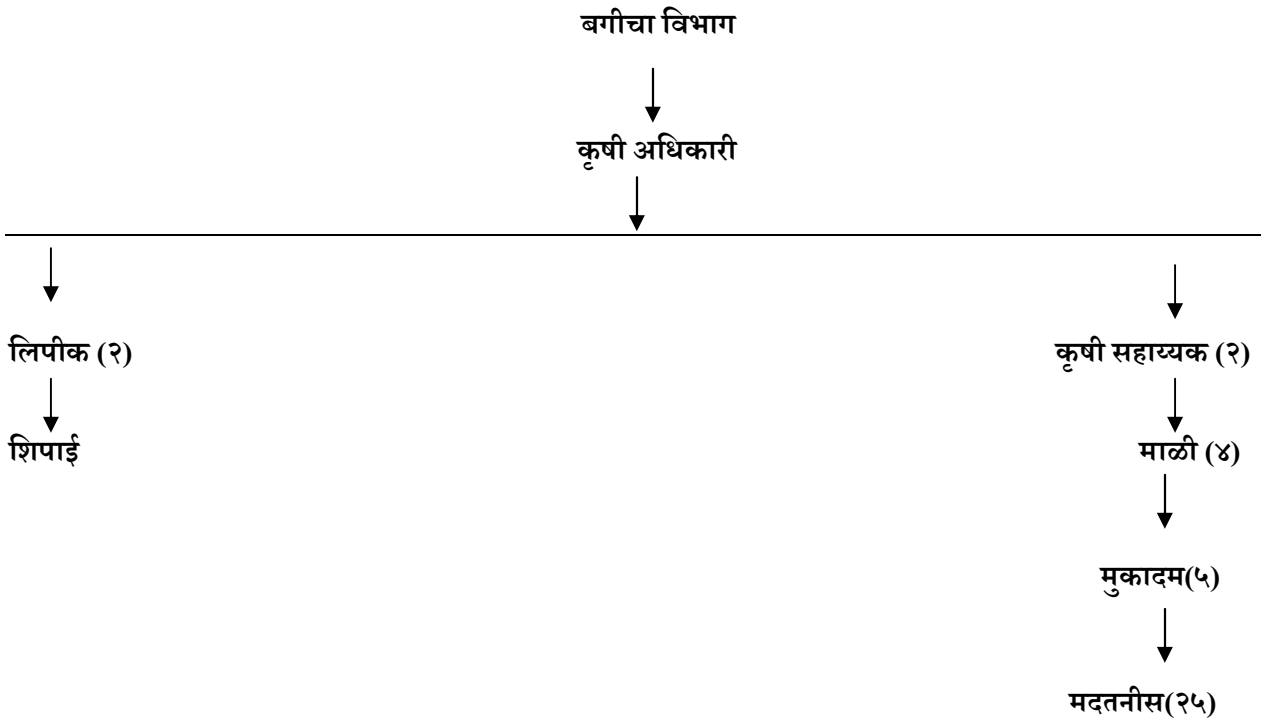 बगीचा विभाग
कृषी अधिकारी
लिपीक (२)
कृषी सहाय्यक (२)
शिपाई
माळी (४)
मुकादम(५)
मदतनीस(२५)